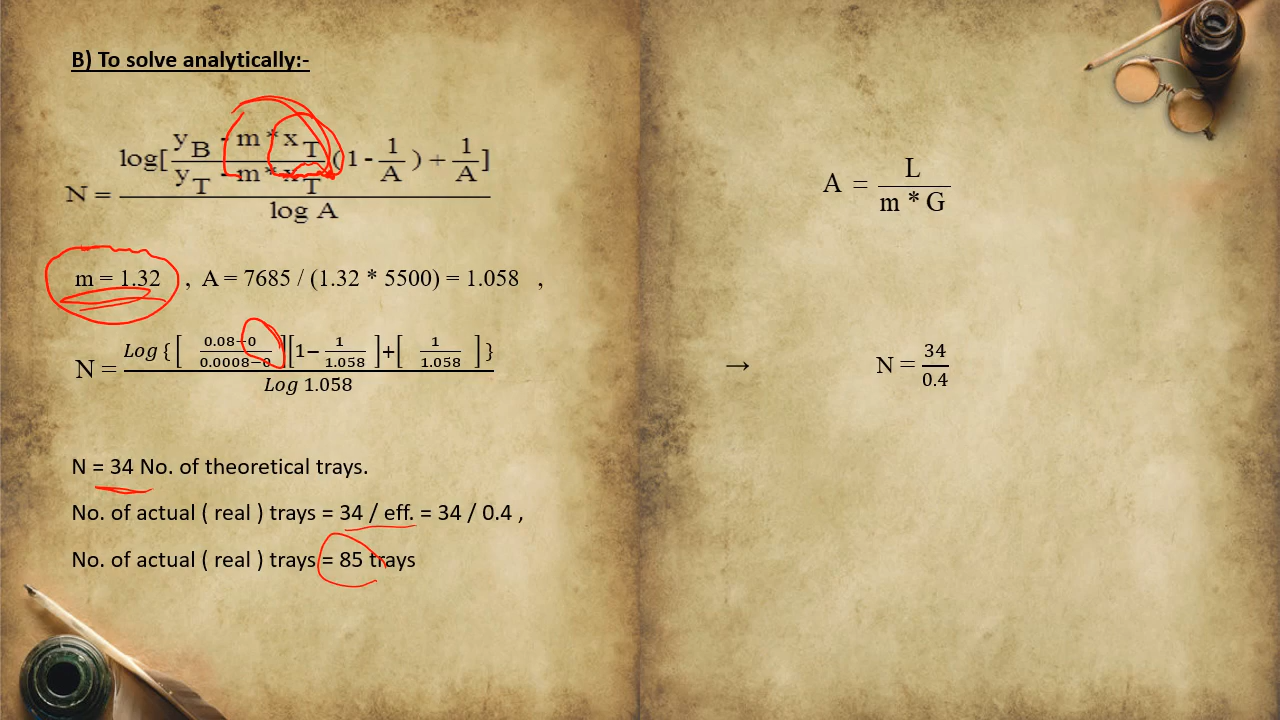 B) To solve analytically:-
N = log[ (y_B - m * x_T)/(y_T - m * x_T) (1 - 1/A) + 1/A ] / log A
A = L / (m * G)
m = 1.32 , A = 7685 / (1.32 * 5500) = 1.058 ,
N = Log { [ (0.08−0)/(0.0008−0) ][1− 1/1.058 ]+[ 1/1.058 ] } / Log 1.058
→ N = 34/0.4
N = 34 No. of theoretical trays.
No. of actual ( real ) trays = 34 / eff. = 34 / 0.4 ,
No. of actual ( real ) trays = 85 trays